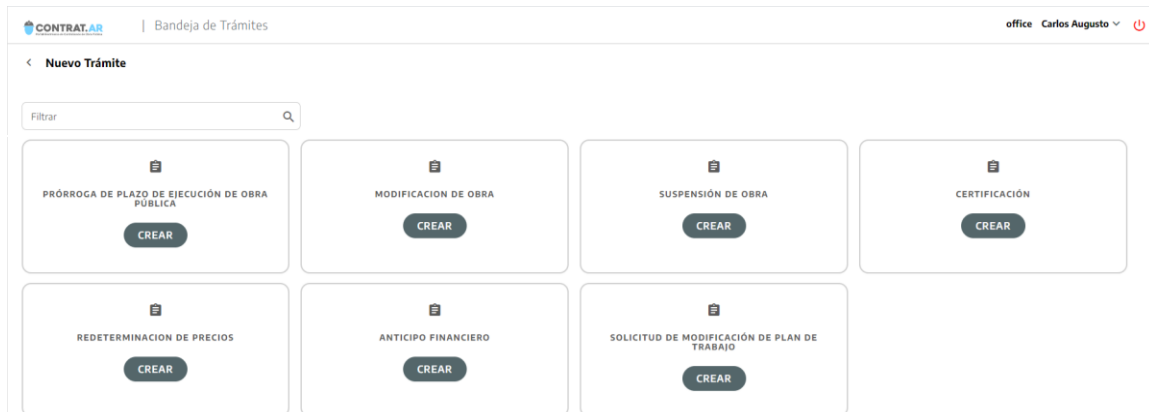 CONTRAT.AR | Bandeja de Trámites office Carlos Augusto
< Nuevo Trámite
Filtrar
PRÓRROGA DE PLAZO DE EJECUCIÓN DE OBRA
PÚBLICA
CREAR
MODIFICACION DE OBRA
CREAR
SUSPENSIÓN DE OBRA
CREAR
CERTIFICACIÓN
CREAR
REDETERMINACION DE PRECIOS
CREAR
ANTICIPO FINANCIERO
CREAR
SOLICITUD DE MODIFICACIÓN DE PLAN DE
TRABAJO
CREAR